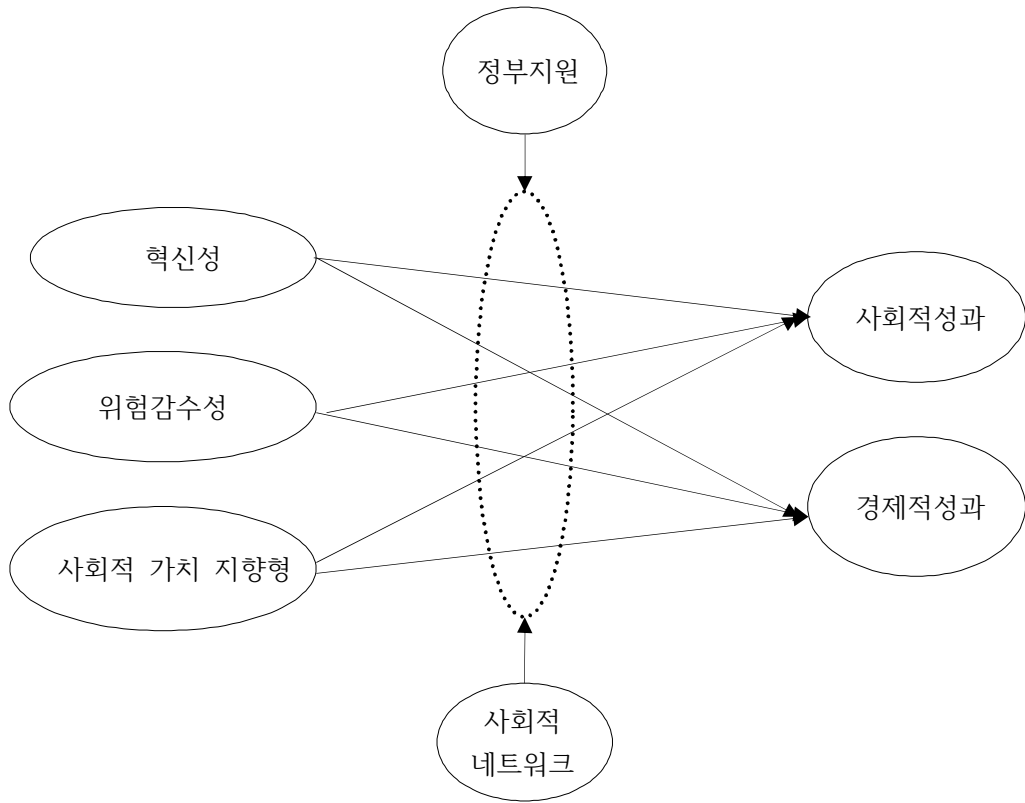 정부지원
혁신성
사회적성과
위험감수성
경제적성과
사회적 가치 지향형
사회적
네트워크